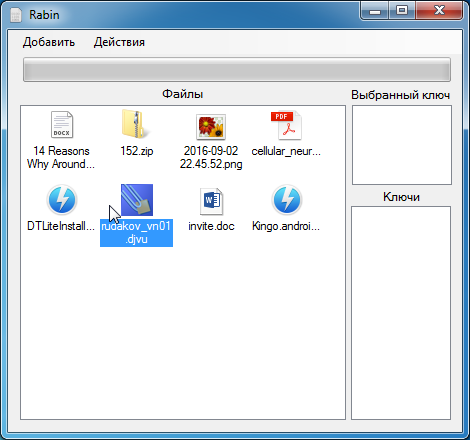 Rabin
Добавить Действия
Файлы
Выбранный ключ
DOCX
PDF
14 Reasons
Why Around...
152.zip
2016-09-02
22.45.52.png
cellular_neur...
Ключи
W
DTLiteInstall...
rudakov_vn01
.djvu
invite.doc
Kingo.androi...